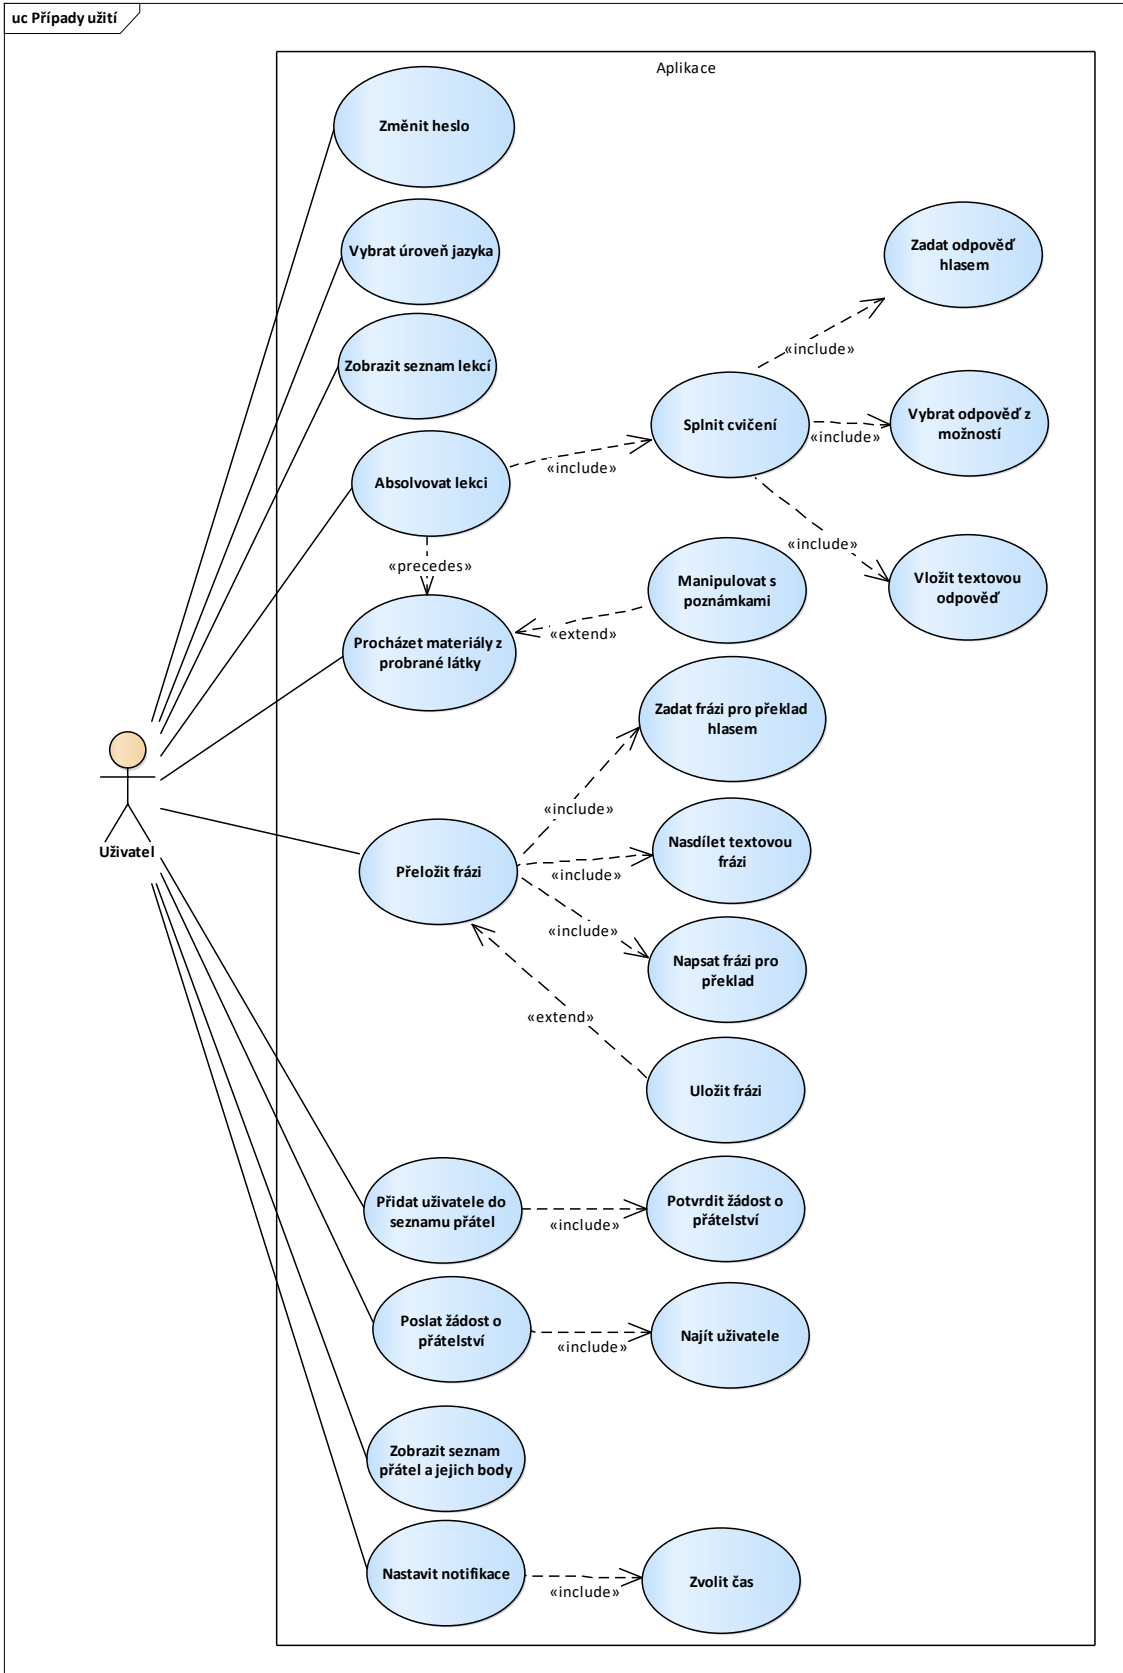 uc Případy užití
Aplikace
Změnit heslo
Zadat odpověď
hlasem
Vybrat úroveň jazyka
Zobrazit seznam lekcí
«include»
Splnit cvičení
Vybrat odpověď z
možností
«include»
Absolvovat lekci
«include»
«include»
«precedes»
Vložit textovou
odpověď
Manipulovat s
poznámkami
«extend»
Procházet materiály z
probrané látky
Zadat frázi pro překlad
hlasem
«include»
Uživatel
Nasdílet textovou
frázi
Přeložit frázi
«include»
«include»
Napsat frázi pro
překlad
«extend»
Uložit frázi
Přidat uživatele do
seznamu přátel
Potvrdit žádost o
přátelství
«include»
Poslat žádost o
přátelství
Najít uživatele
«include»
Zobrazit seznam
přátel a jejich body
Nastavit notifikace
Zvolit čas
«include»